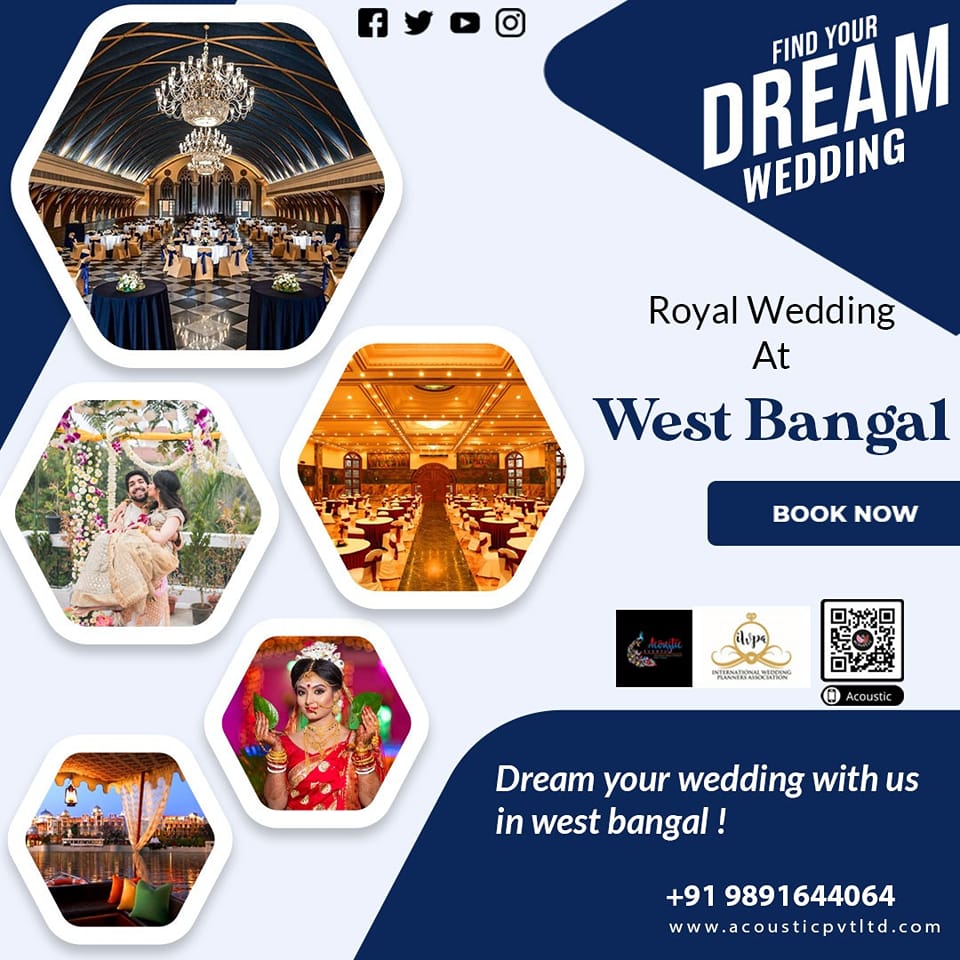 FIND YOUR
DREAM
WEDDING
Royal Wedding
At
West Bangal
BOOK NOW
Acoustic
INTERNATIONAL WEDDING
PLANNERS ASSOCIATION
Acoustic
Dream your wedding with us
in west bangal !
+91 9891644064
www.acousticpvtltd.com